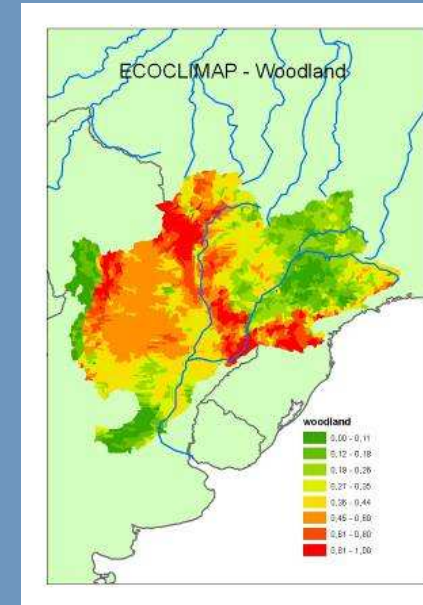 ECOCLIMAP - Woodland
woodland
0,00 - 0,11
0,12 - 0,18
0,19 - 0,26
0,27 - 0,35
0,36 - 0,44
0,45 - 0,60
0,61 - 0,80
0,81 - 1,00